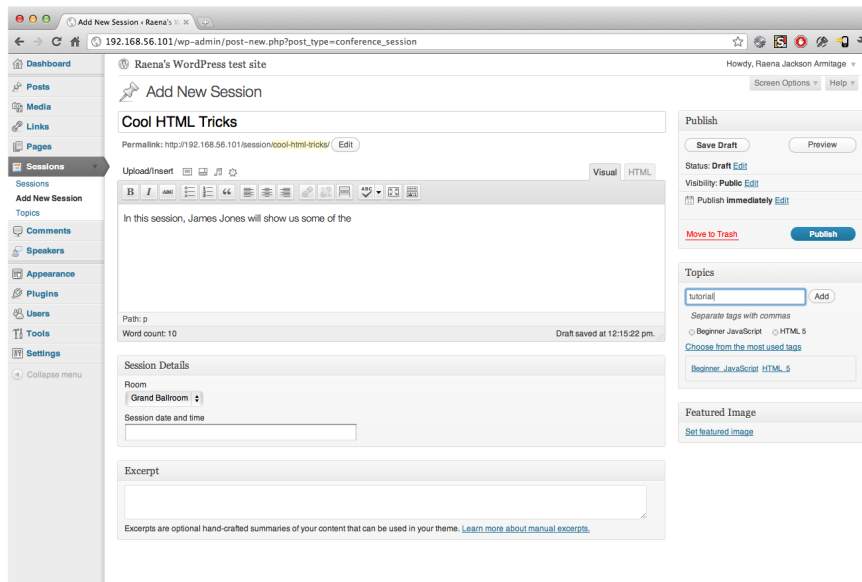 Add New Session ‹ Raena's W
192.168.56.101/wp-admin/post-new.php?post_type=conference_session
Dashboard
Posts
Media
Links
Pages
Sessions
Sessions
Add New Session
Topics
Comments
Speakers
Appearance
Plugins
Users
Tools
Settings
Collapse menu
Raena's WordPress test site
Howdy, Raena Jackson Armitage
Screen Options
Help
Add New Session
Cool HTML Tricks
Permalink: http://192.168.56.101/session/cool-html-tricks/ Edit
Upload/Insert
Visual
HTML
B I ABC
ABC
In this session, James Jones will show us some of the
Path: p
Word count: 10
Draft saved at 12:15:22 pm.
Session Details
Room
Grand Ballroom
Session date and time
Excerpt
Excerpts are optional hand-crafted summaries of your content that can be used in your theme. Learn more about manual excerpts.
Publish
Save Draft
Preview
Status: Draft Edit
Visibility: Public Edit
Publish immediately Edit
Move to Trash
Publish
Topics
tutorial
Add
Separate tags with commas
Beginner JavaScript
HTML 5
Choose from the most used tags
Beginner JavaScript HTML 5
Featured Image
Set featured image